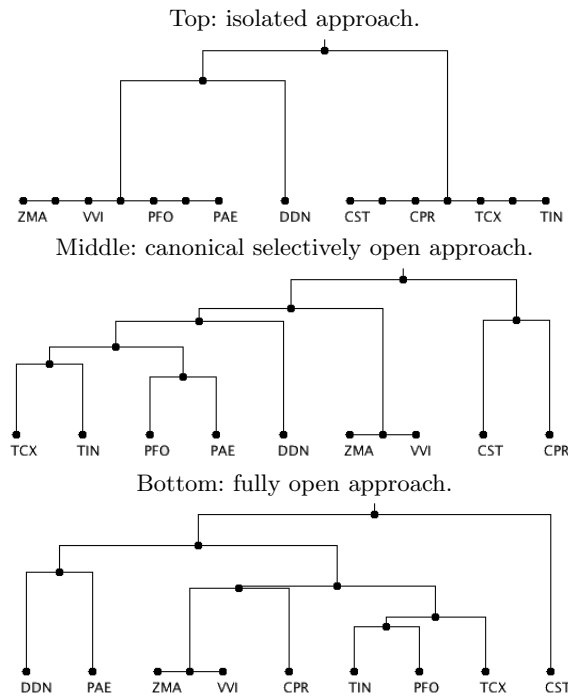 Top: isolated approach.
ZMA VVI PFO PAE DDN CST CPR TCX TIN
Middle: canonical selectively open approach.
TCX TIN PFO PAE DDN ZMA VVI CST CPR
Bottom: fully open approach.
DDN PAE ZMA VVI CPR TIN PFO TCX CST